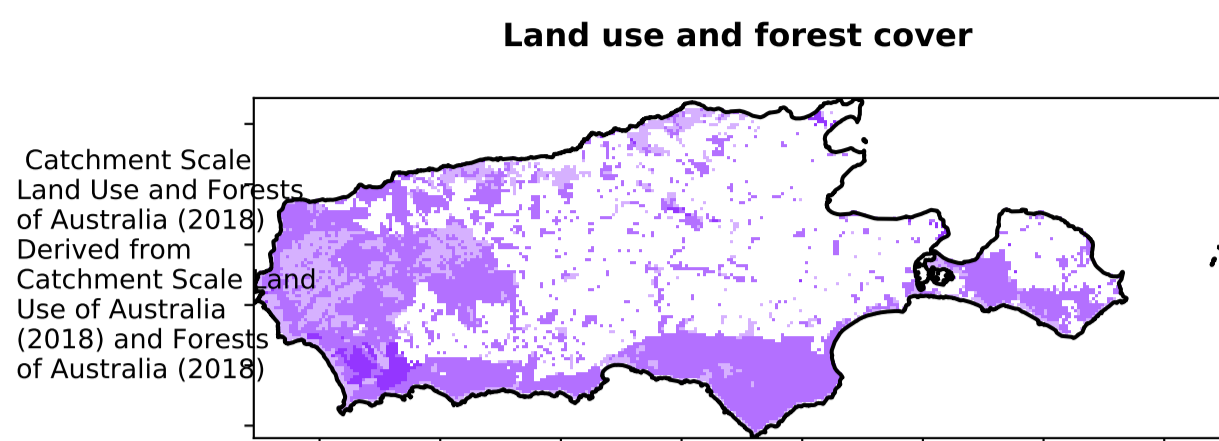 Land use and forest cover
Catchment Scale
Land Use and Forests
of Australia (2018)
Derived from
Catchment Scale Land
Use of Australia
(2018) and Forests
of Australia (2018)